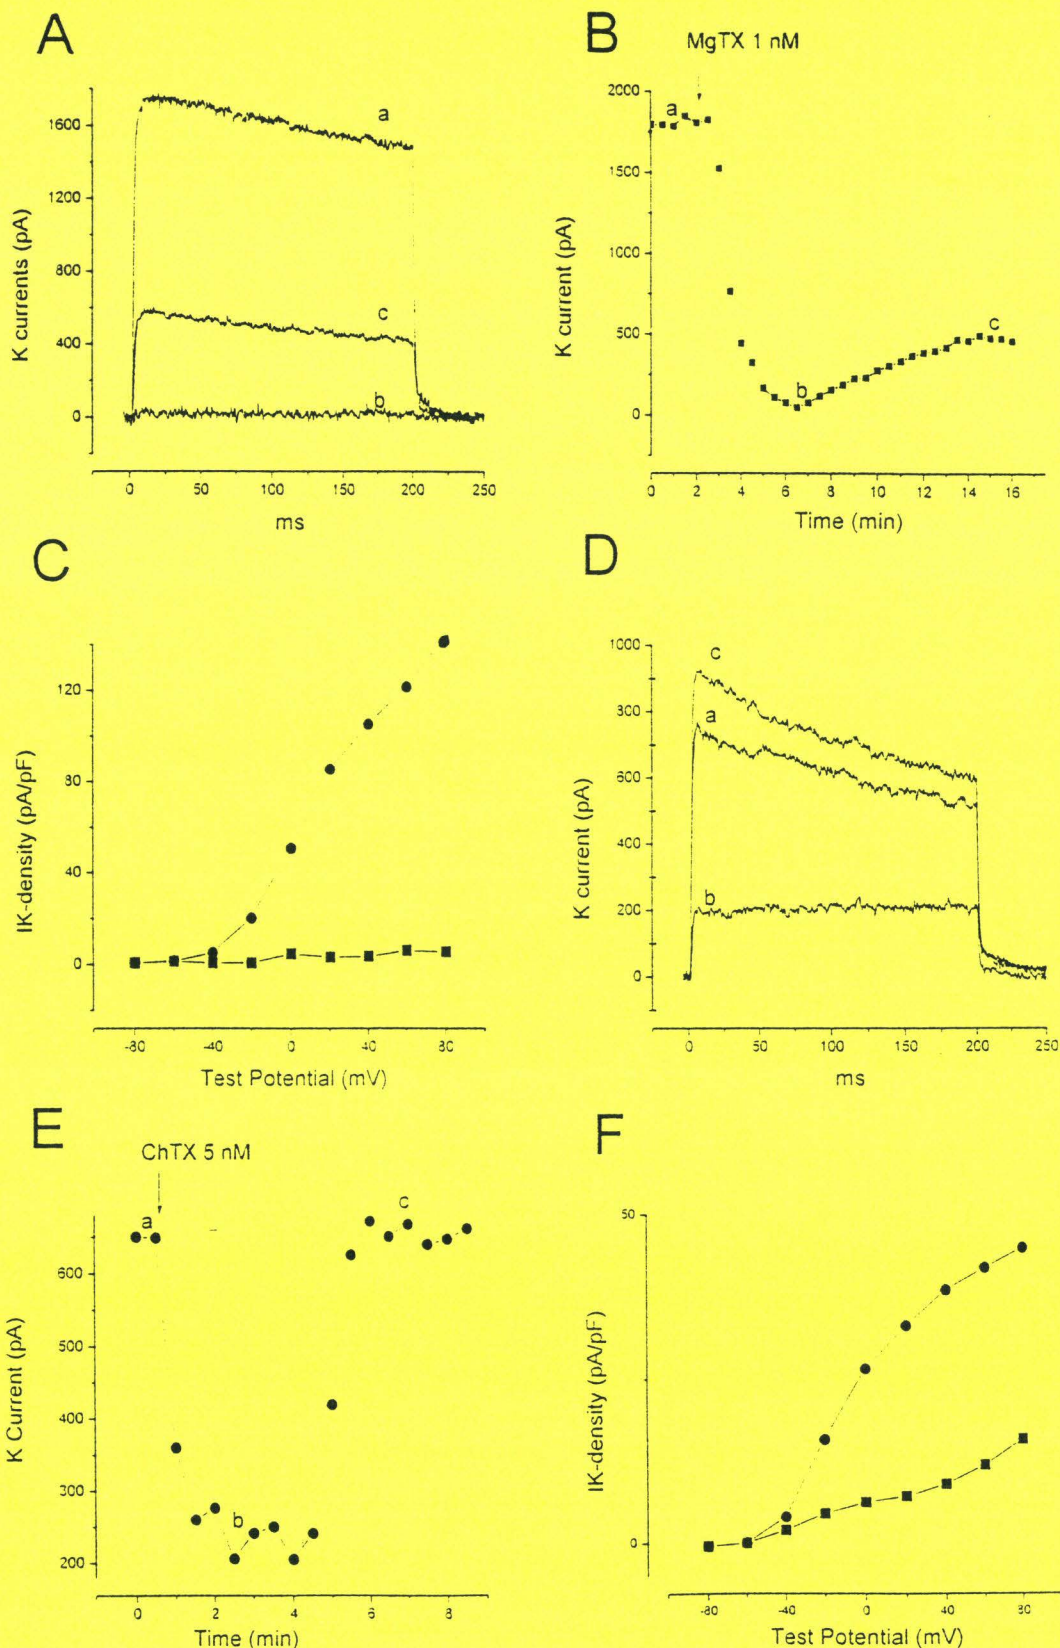 A
B
MgTX 1 nM
1600
1200
800
400
0
K currents (pA)
a
c
b
0 50 100 150 200 250
ms
2000
1500
1000
500
0
K current (pA)
a
b
c
0 2 4 6 8 10 12 14 16
Time (min)
C
D
120
80
40
0
IK-density (pA/pF)
-80 -40 0 40 80
Test Potential (mV)
1000
800
600
400
200
0
K current (pA)
c
a
b
0 50 100 150 200 250
ms
E
F
ChTX 5 nM
600
500
400
300
200
K Current (pA)
a
b
c
0 2 4 6 8
Time (min)
50
0
IK-density (pA/pF)
-80 -40 0 40 80
Test Potential (mV)